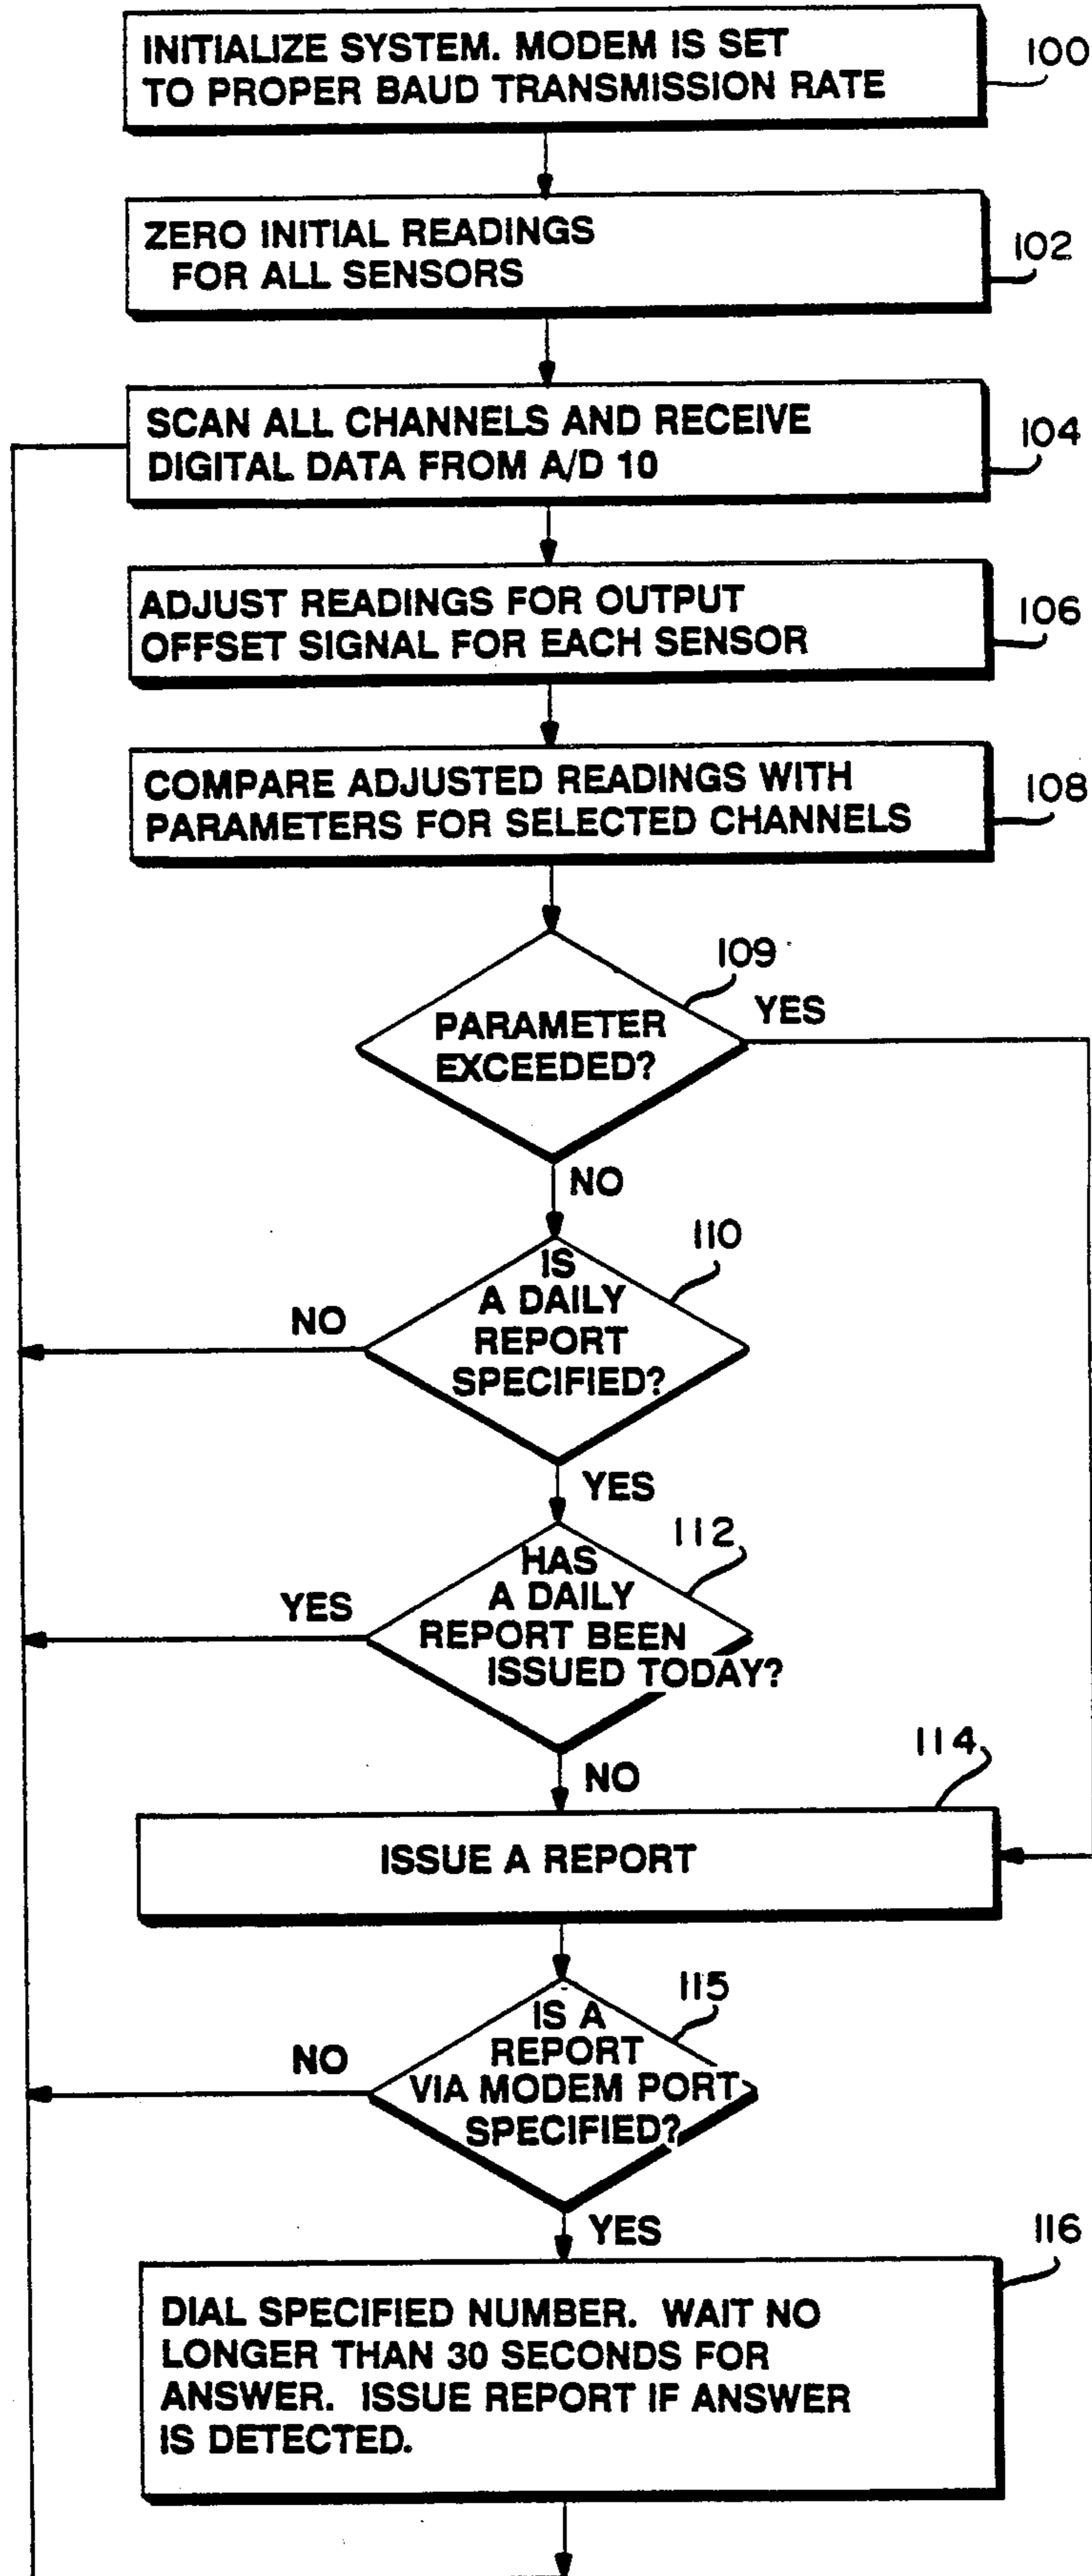 INITIALIZE SYSTEM. MODEM IS SET
TO PROPER BAUD TRANSMISSION RATE
100
ZERO INITIAL READINGS
FOR ALL SENSORS
102
SCAN ALL CHANNELS AND RECEIVE
DIGITAL DATA FROM A/D 10
104
ADJUST READINGS FOR OUTPUT
OFFSET SIGNAL FOR EACH SENSOR
106
COMPARE ADJUSTED READINGS WITH
PARAMETERS FOR SELECTED CHANNELS
108
109
YES
PARAMETER
EXCEEDED?
NO
110
IS
A DAILY
REPORT
SPECIFIED?
NO
YES
112
HAS
A DAILY
REPORT BEEN
ISSUED TODAY?
YES
NO
114
ISSUE A REPORT
115
IS A
REPORT
VIA MODEM PORT
SPECIFIED?
NO
YES
116
DIAL SPECIFIED NUMBER. WAIT NO
LONGER THAN 30 SECONDS FOR
ANSWER. ISSUE REPORT IF ANSWER
IS DETECTED.